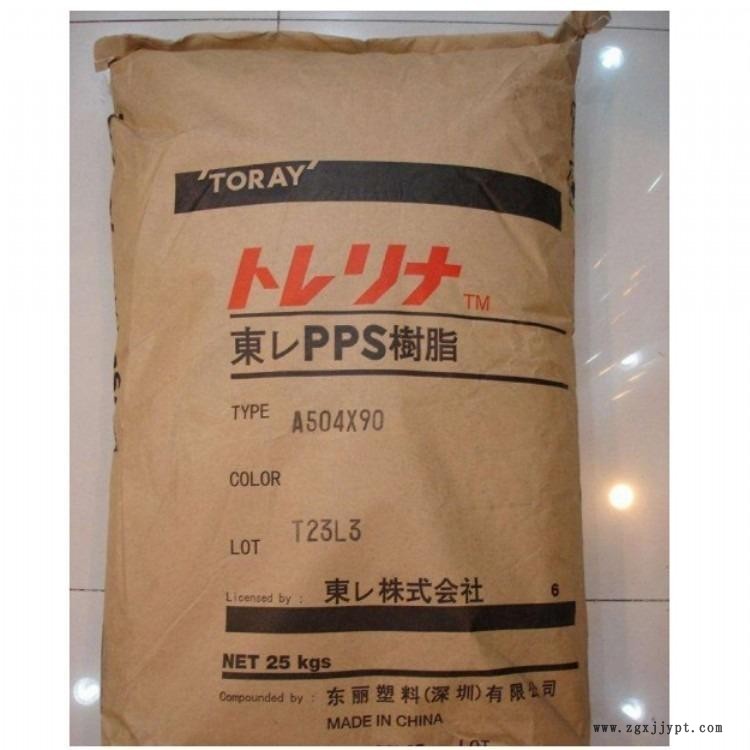 'TORAY'
トレリナ TM
東レPPS樹脂
TYPE A504X90
COLOR
LOT T23L3
Licensed by : 東レ株式会社 6
NET 25 kgs
Compounded by : 东丽塑料(深圳)有限公司
MADE IN CHINA
LOT
www.zgxjjypt.com